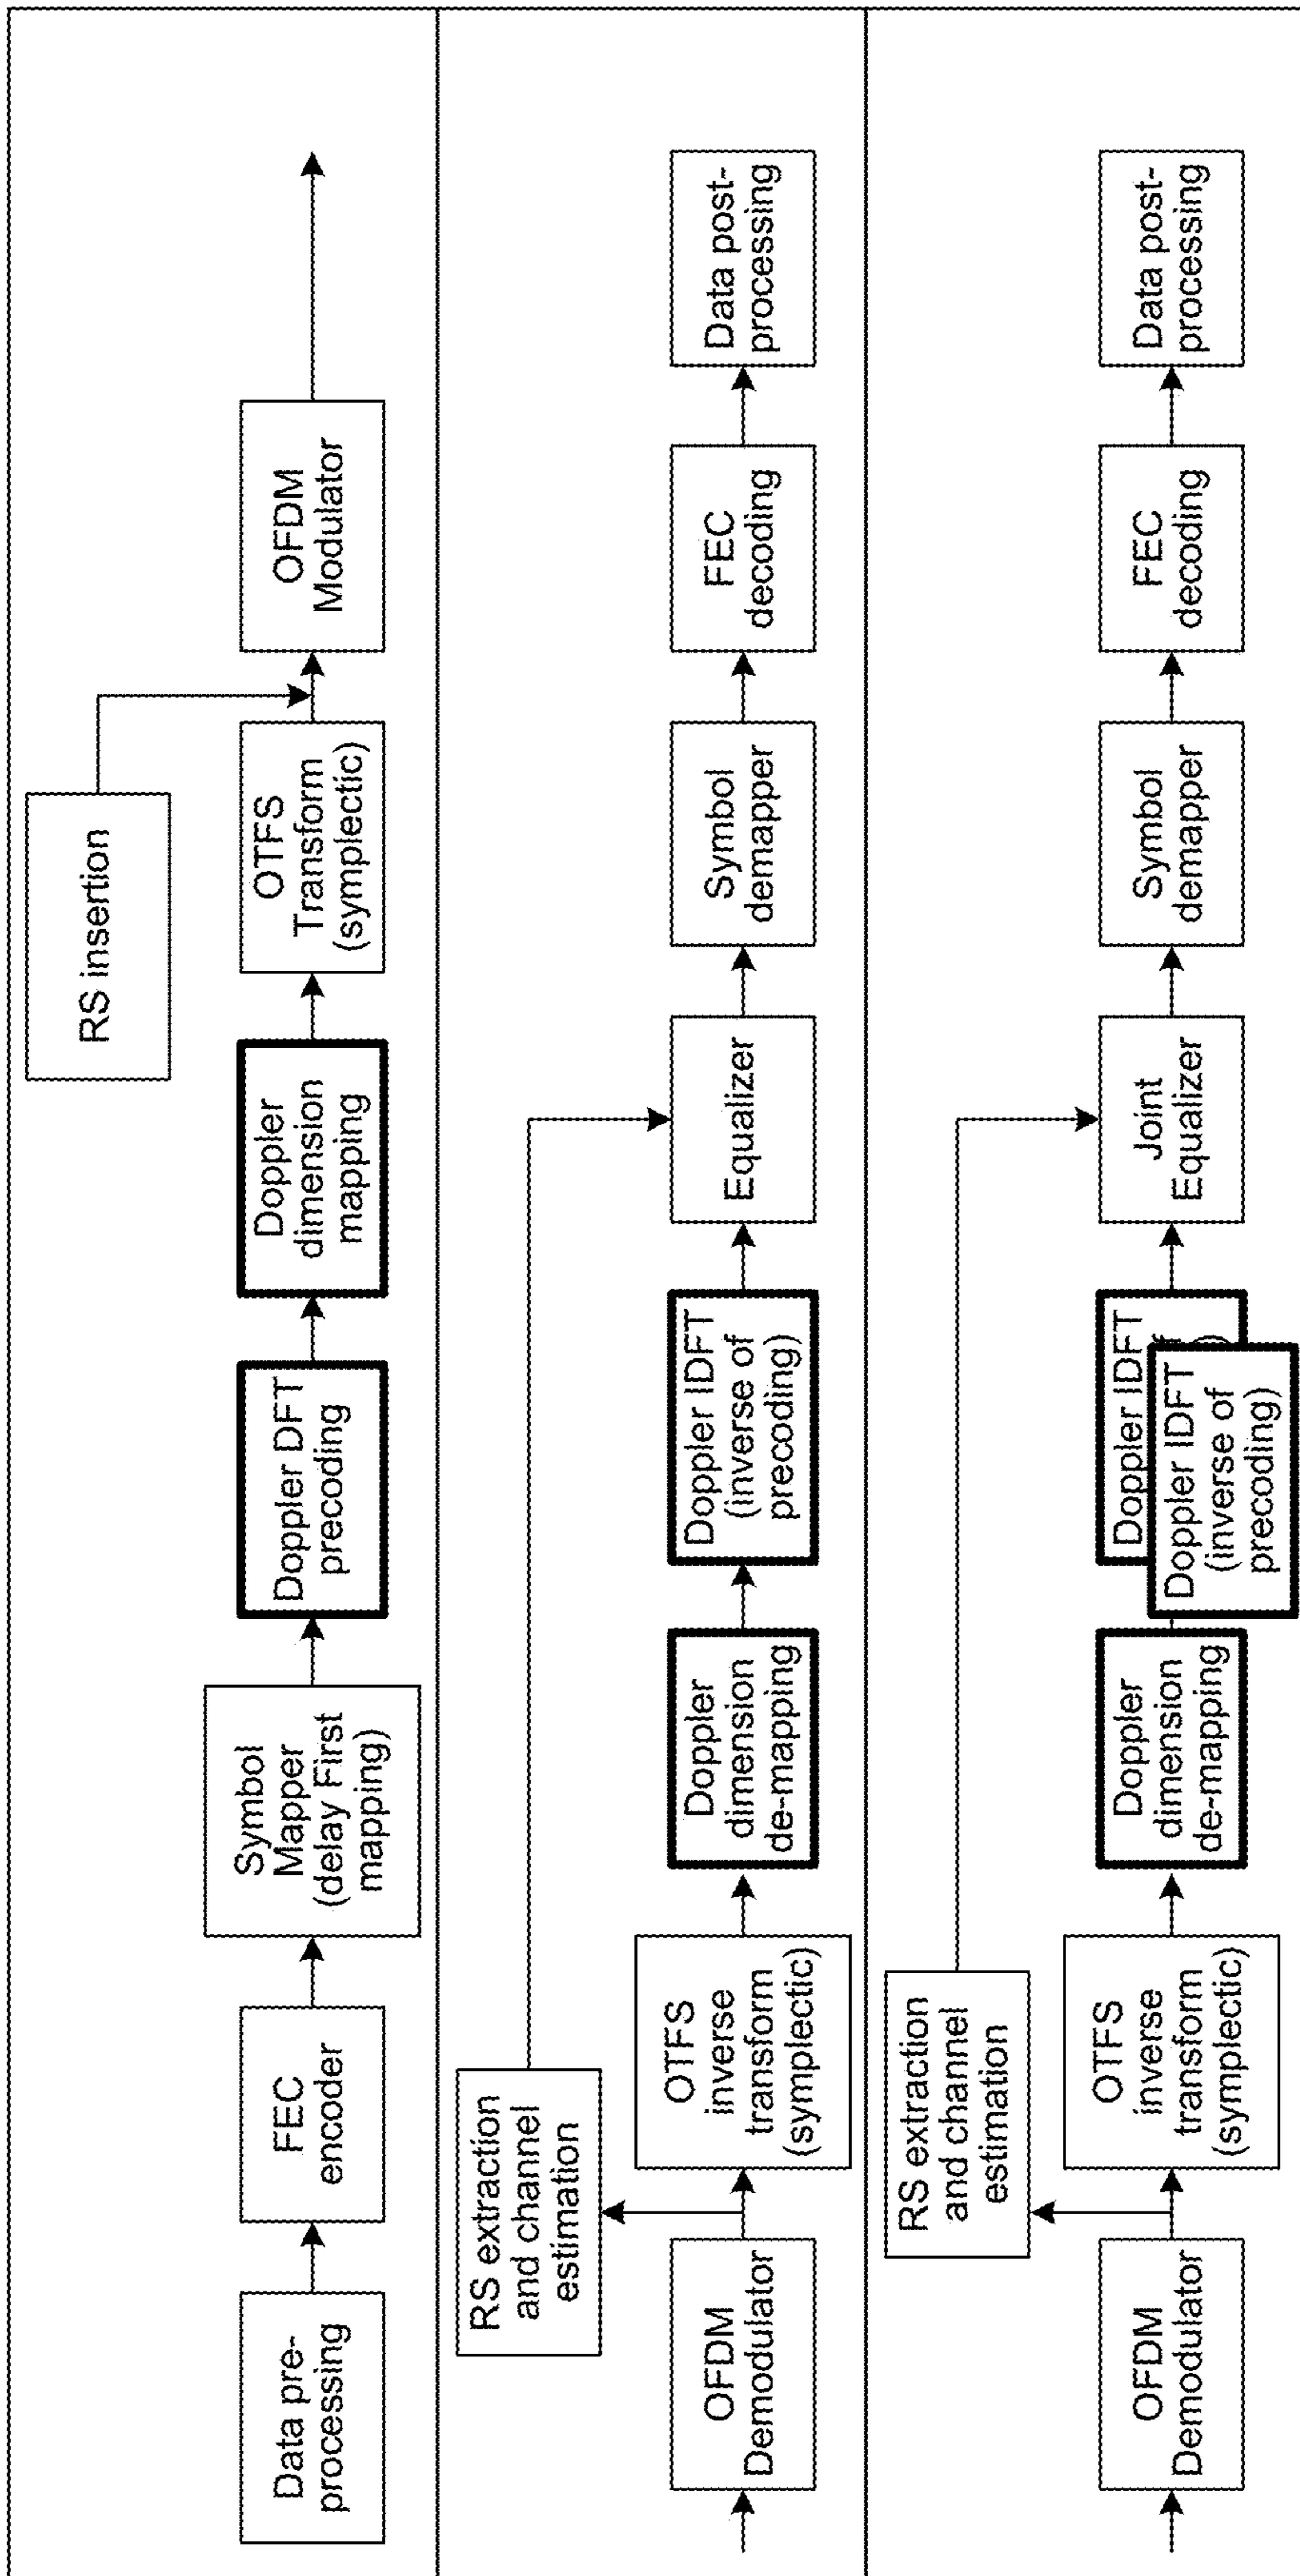 Data pre-
processing
FEC
encoder
Symbol
Mapper
(delay First
mapping)
Doppler DFT
precoding
Doppler
dimension
mapping
OTFS
Transform
(symplectic)
RS insertion
OFDM
Modulator
OFDM
Demodulator
RS extraction
and channel
estimation
OTFS
inverse
transform
(symplectic)
Doppler
dimension
de-mapping
Doppler IDFT
(inverse of
precoding)
Equalizer
Symbol
demapper
FEC
decoding
Data post-
processing
OFDM
Demodulator
RS extraction
and channel
estimation
OTFS
inverse
transform
(symplectic)
Doppler
dimension
de-mapping
Doppler IDFT
Doppler IDFT
(inverse of
precoding)
Joint
Equalizer
Symbol
demapper
FEC
decoding
Data post-
processing